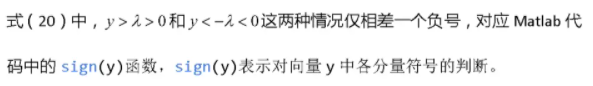 式（20）中，y > λ > 0和y < -λ < 0这两种情况仅相差一个负号，对应 Matlab 代
码中的 sign(y)函数，sign(y)表示对向量 y 中各分量符号的判断。